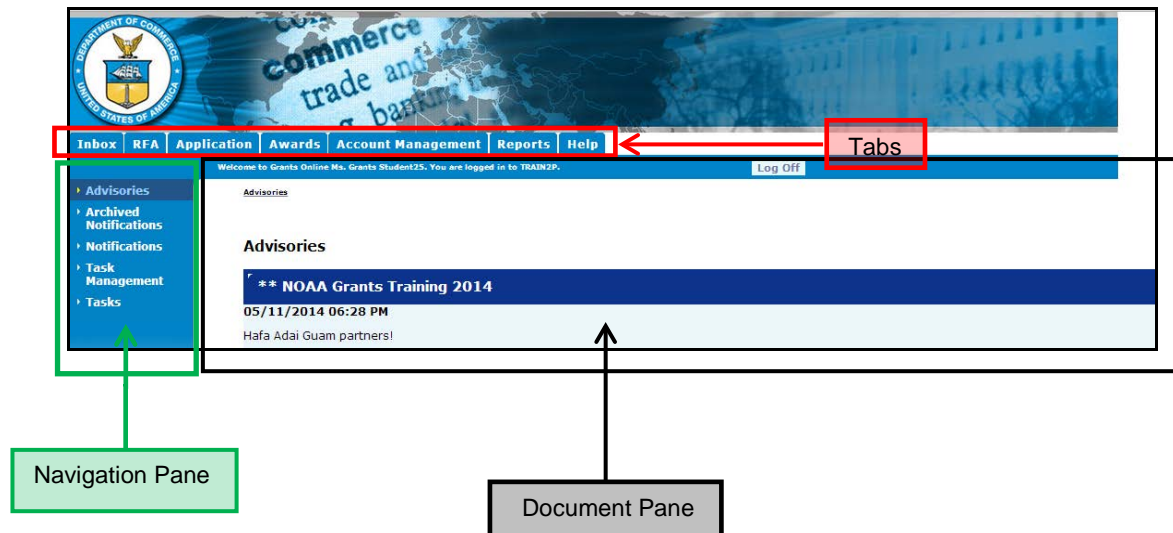 DEPARTMENT OF COMMERCE
UNITED STATES OF AMERICA
commerce
trade and
banking
Inbox RFA Application Awards Account Management Reports Help
Tabs
Welcome to Grants Online Ms. Grants Student25. You are logged in to TRAIN2P.
Log Off
Advisories
Archived
Notifications
Notifications
Task
Management
Tasks
Advisories
Advisories
** NOAA Grants Training 2014
05/11/2014 06:28 PM
Hafa Adai Guam partners!
Navigation Pane
Document Pane